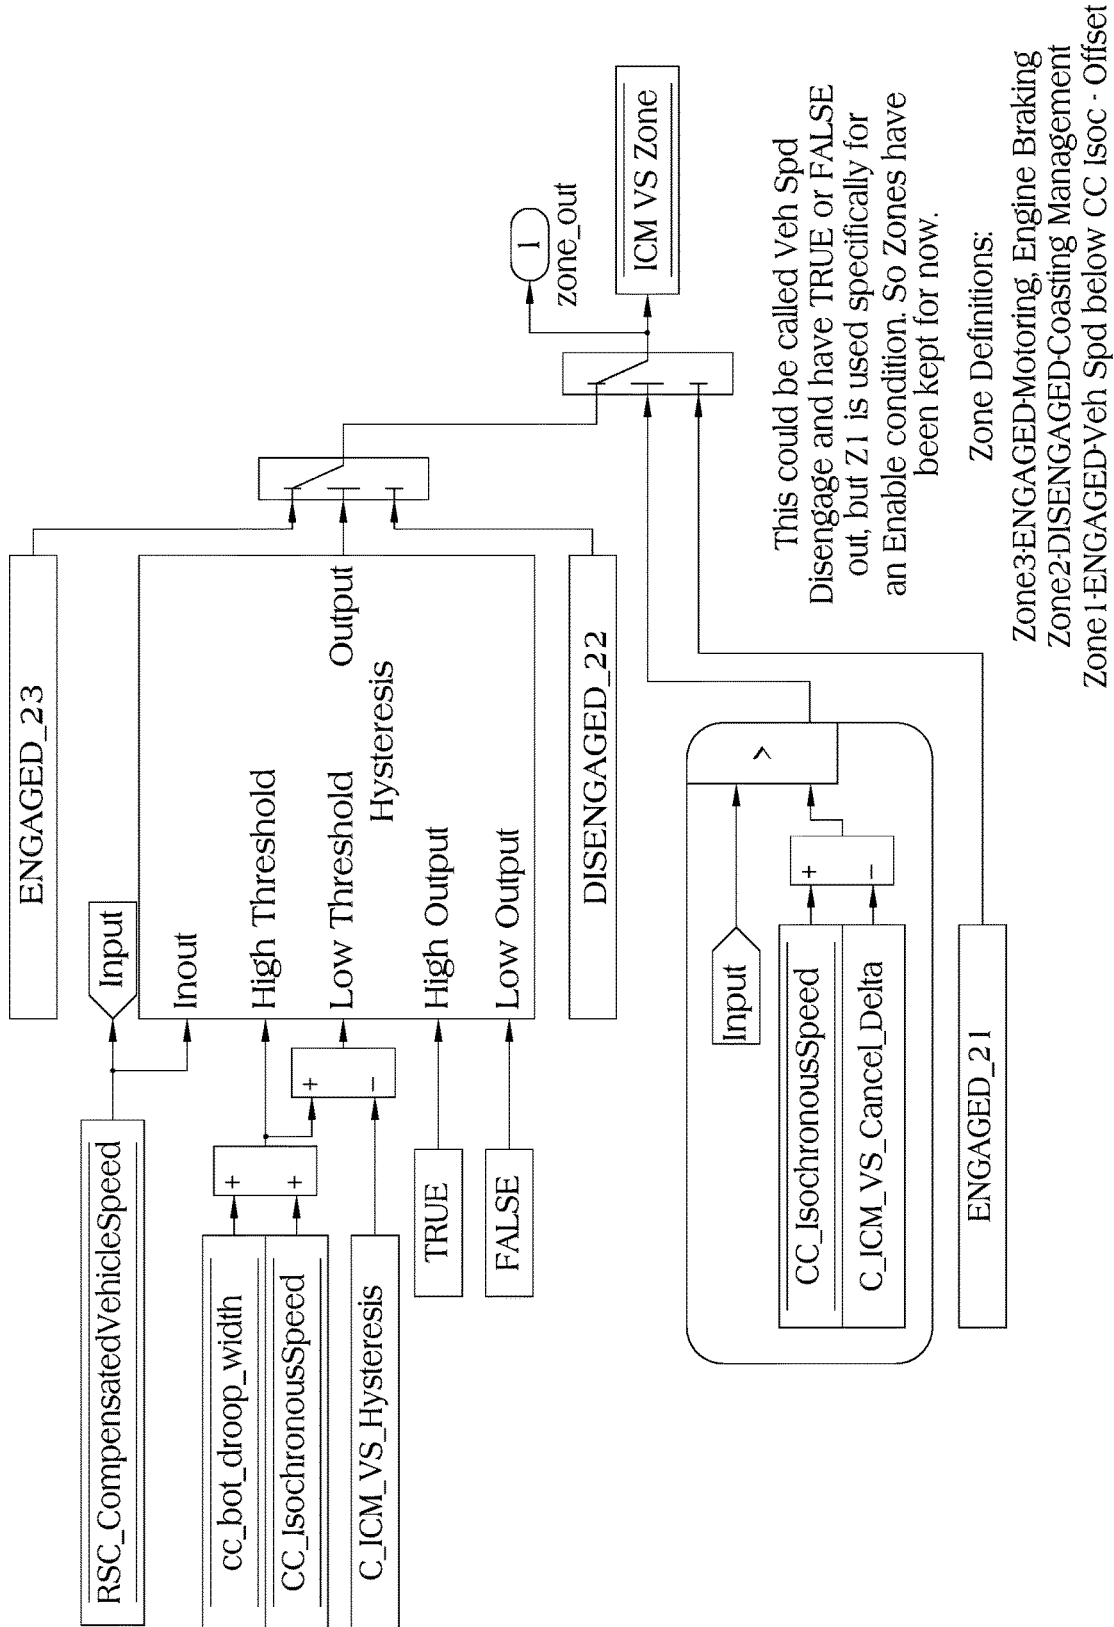 ENGAGED_23
RSC_CompensatedVehicleSpeed
Input
Inout
cc_bot_droop_width
+
CC_IsochronousSpeed
+
High Threshold
C_ICM_VS_Hysteresis
+
-
Low Threshold
Hysteresis
Output
TRUE
High Output
FALSE
Low Output
DISENGAGED_22
1
zone_out
ICM VS Zone
Input
>
CC_IsochronousSpeed
+
C_ICM_VS_Cancel_Delta
-
ENGAGED_21
This could be called Veh Spd
Disengage and have TRUE or FALSE
out, but Z1 is used specifically for
an Enable condition. So Zones have
been kept for now.
Zone Definitions:
Zone3-ENGAGED-Motoring, Engine Braking
Zone2-DISENGAGED-Coasting Management
Zone1-ENGAGED-Veh Spd below CC Isoc - Offset